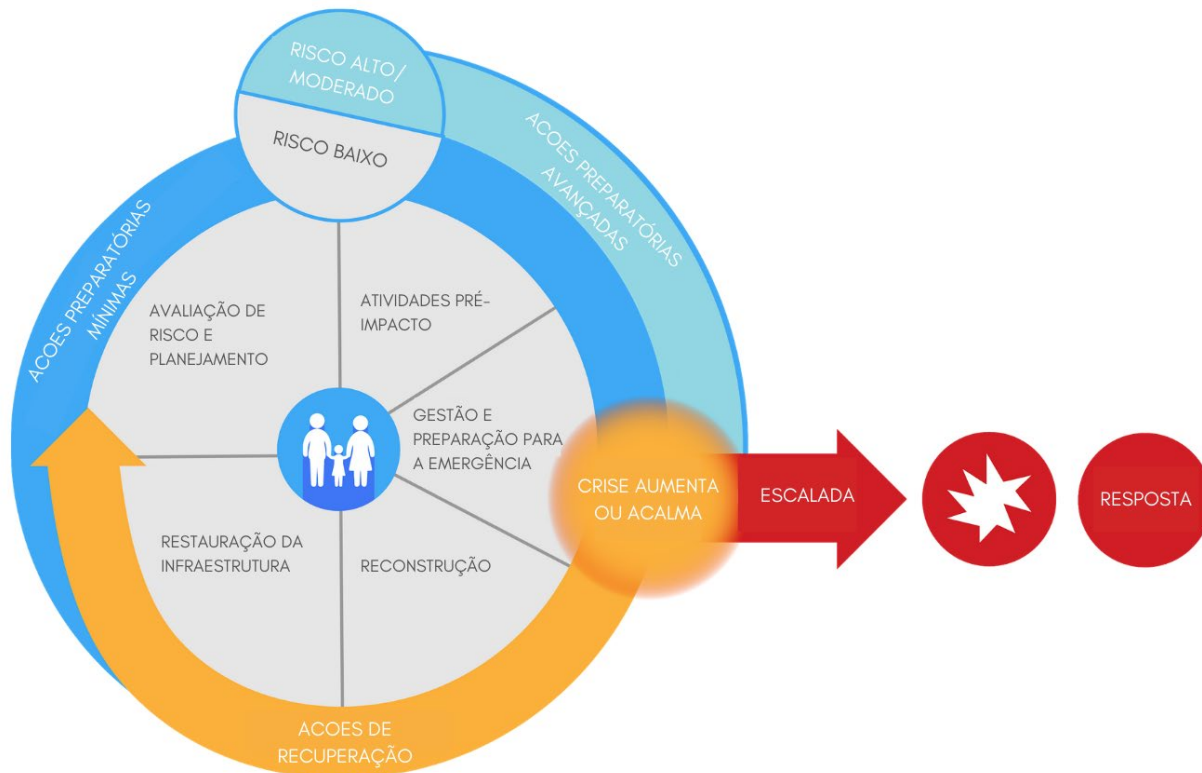 RISCO ALTO/
MODERADO
RISCO BAIXO
ACOES PREPARATÓRIAS
AVANÇADAS
ACOES PREPARATÓRIAS
MÍNIMAS
AVALIAÇÃO DE
RISCO E
PLANEJAMENTO
ATIVIDADES PRÉ-
IMPACTO
GESTÃO E
PREPARAÇÃO PARA
A EMERGÊNCIA
CRISE AUMENTA
OU ACALMA
ESCALADA
RESPOSTA
RESTAURAÇÃO DA
INFRAESTRUTURA
RECONSTRUÇÃO
ACOES DE
RECUPERAÇÃO